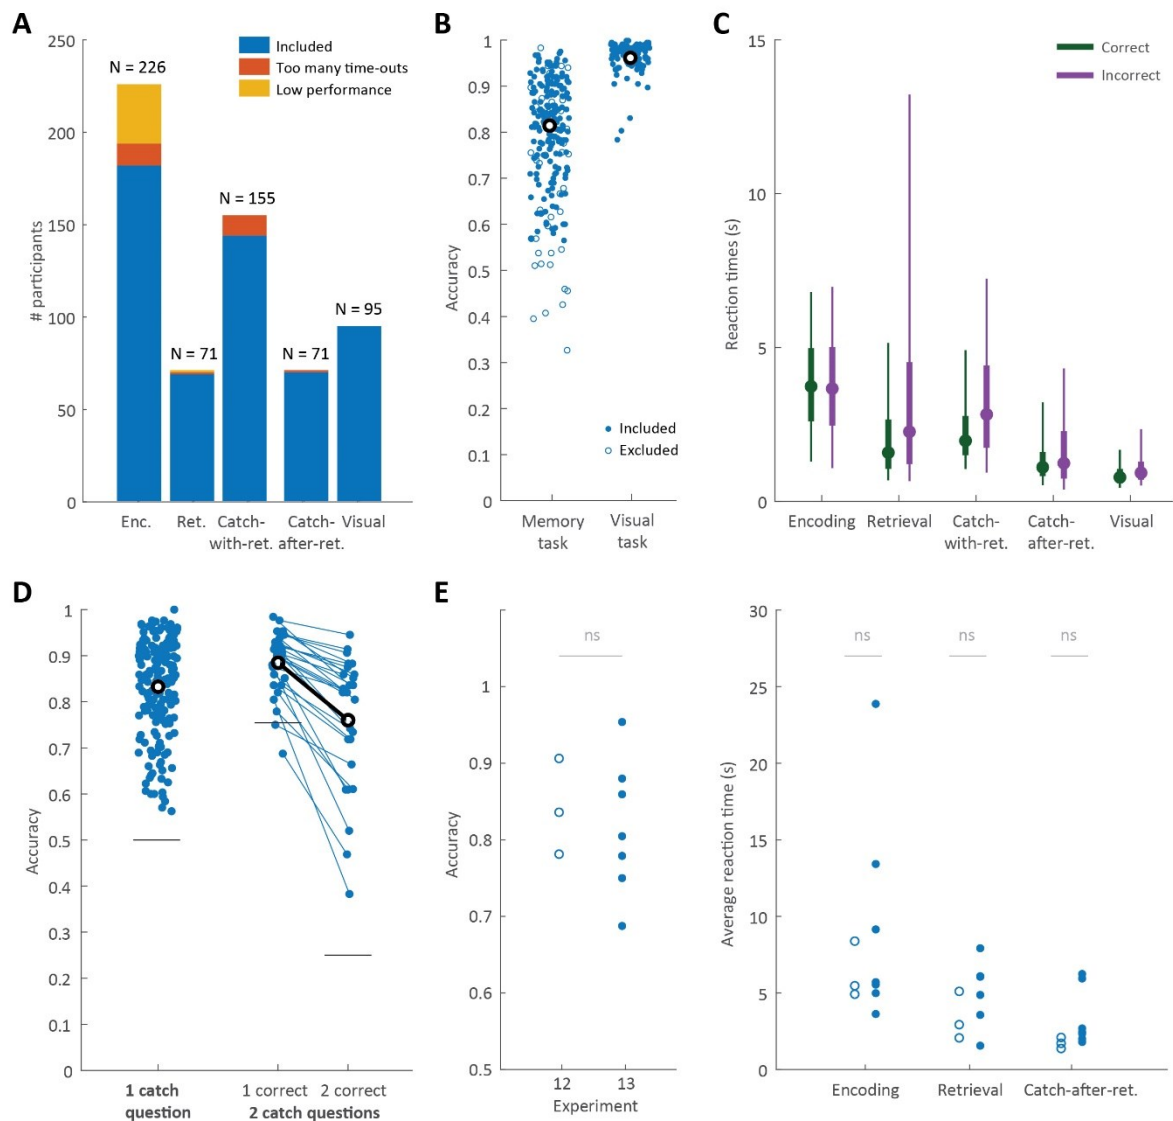 A
250
200
150
100
50
0
# participants
N = 226
N = 71
N = 155
N = 71
N = 95
Included
Too many time-outs
Low performance
Enc. Ret. Catch- Catch- Visual
with-ret. after-ret.
B
1
0.9
0.8
0.7
0.6
0.5
0.4
0.3
0.2
0.1
0
Accuracy
Included
Excluded
Memory Visual
task task
C
15
10
5
0
Reaction times (s)
Correct
Incorrect
Encoding Retrieval Catch- Catch- Visual
with-ret. after-ret.
D
1
0.9
0.8
0.7
0.6
0.5
0.4
0.3
0.2
0.1
0
Accuracy
1 catch 1 correct 2 correct
question 2 catch questions
E
1
0.9
0.8
0.7
0.6
0.5
Accuracy
ns
12 13
Experiment
30
25
20
15
10
5
0
Average reaction time (s)
ns ns ns
Encoding Retrieval Catch-after-ret.